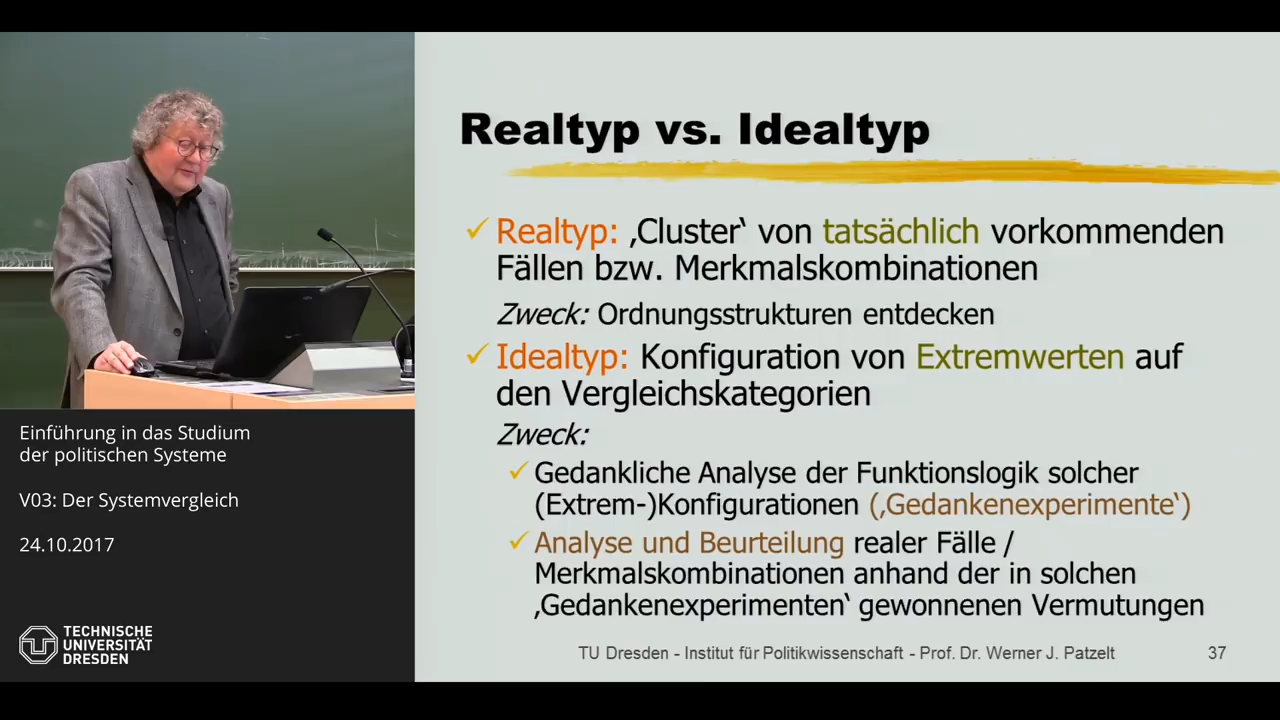 Realtyp vs. Idealtyp
Realtyp: ‚Cluster‘ von tatsächlich vorkommenden
Fällen bzw. Merkmalskombinationen
Zweck: Ordnungsstrukturen entdecken
Idealtyp: Konfiguration von Extremwerten auf
den Vergleichskategorien
Zweck:
Gedankliche Analyse der Funktionslogik solcher
(Extrem-)Konfigurationen (‚Gedankenexperimente‘)
Analyse und Beurteilung realer Fälle /
Merkmalskombinationen anhand der in solchen
‚Gedankenexperimenten‘ gewonnenen Vermutungen
TU Dresden - Institut für Politikwissenschaft - Prof. Dr. Werner J. Patzelt
37
Einführung in das Studium
der politischen Systeme
V03: Der Systemvergleich
24.10.2017
TECHNISCHE
UNIVERSITÄT
DRESDEN